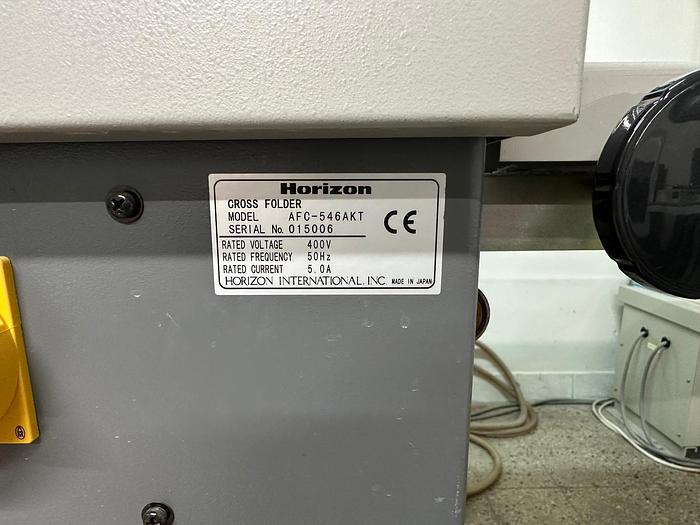 Horizon
CROSS FOLDER
MODEL AFC-546AKT
SERIAL No. 015006
CE
RATED VOLTAGE 400V
RATED FREQUENCY 50Hz
RATED CURRENT 5.0A
HORIZON INTERNATIONAL. INC. MADE IN JAPAN